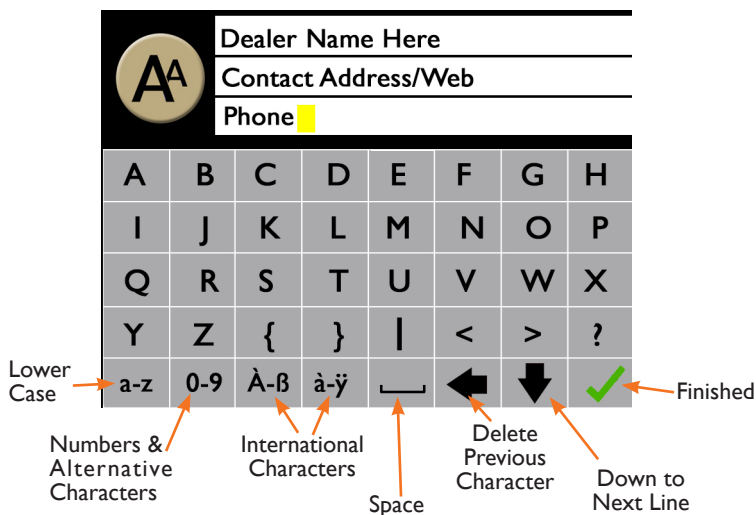 AA
Dealer Name Here
Contact Address/Web
Phone
A B C D E F G H
I J K L M N O P
Q R S T U V W X
Y Z { } | < > ?
a-z 0-9 À-ß à-ÿ
Lower
Case
Finished
Numbers &
Alternative
Characters
International
Characters
Space
Delete
Previous
Character
Down to
Next Line